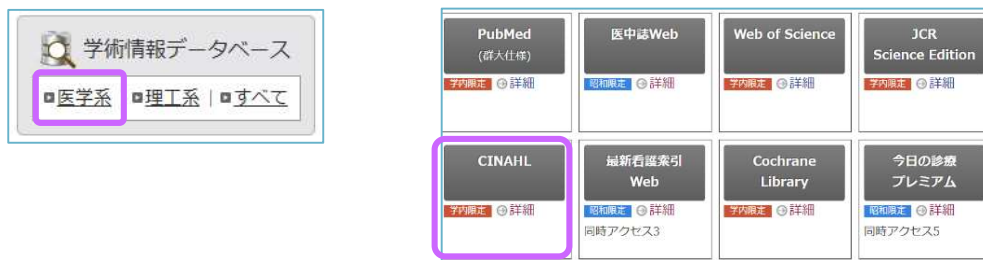 学術情報データベース
医学系 理工系 | すべて
PubMed
(群大仕様)
学内限定 詳細
医中誌Web
昭和限定 詳細
Web of Science
学内限定 詳細
JCR
Science Edition
学内限定 詳細
CINAHL
学内限定 詳細
最新看護索引
Web
昭和限定 詳細
同時アクセス3
Cochrane
Library
学内限定 詳細
今日の診療
プレミアム
昭和限定 詳細
同時アクセス5